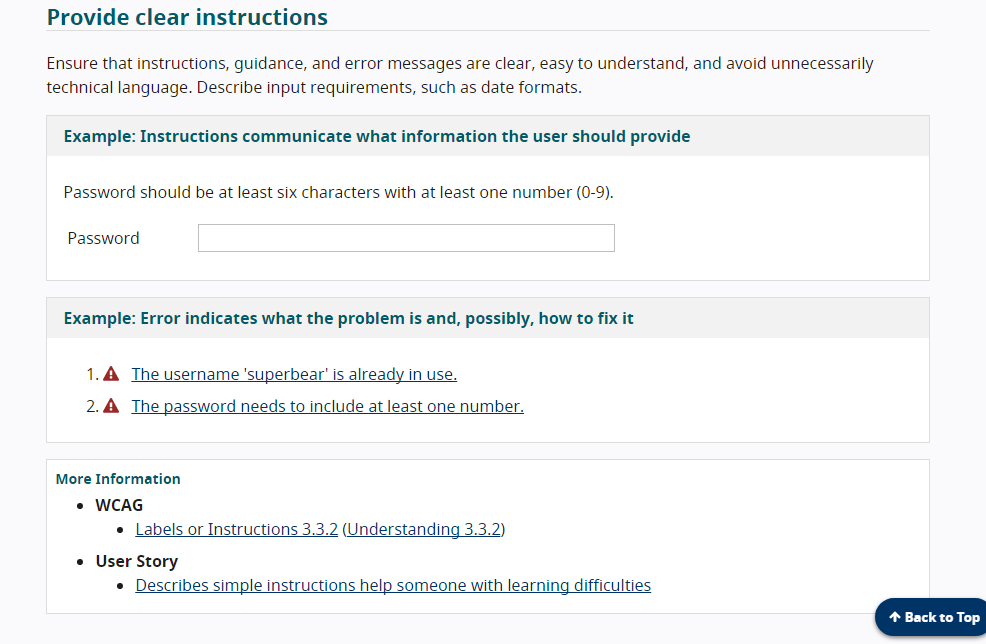 Provide clear instructions
Ensure that instructions, guidance, and error messages are clear, easy to understand, and avoid unnecessarily
technical language. Describe input requirements, such as date formats.
Example: Instructions communicate what information the user should provide
Password should be at least six characters with at least one number (0-9).
Password
Example: Error indicates what the problem is and, possibly, how to fix it
1. The username 'superbear' is already in use.
2. The password needs to include at least one number.
More Information
WCAG
Labels or Instructions 3.3.2 (Understanding 3.3.2)
User Story
Describes simple instructions help someone with learning difficulties
Back to Top